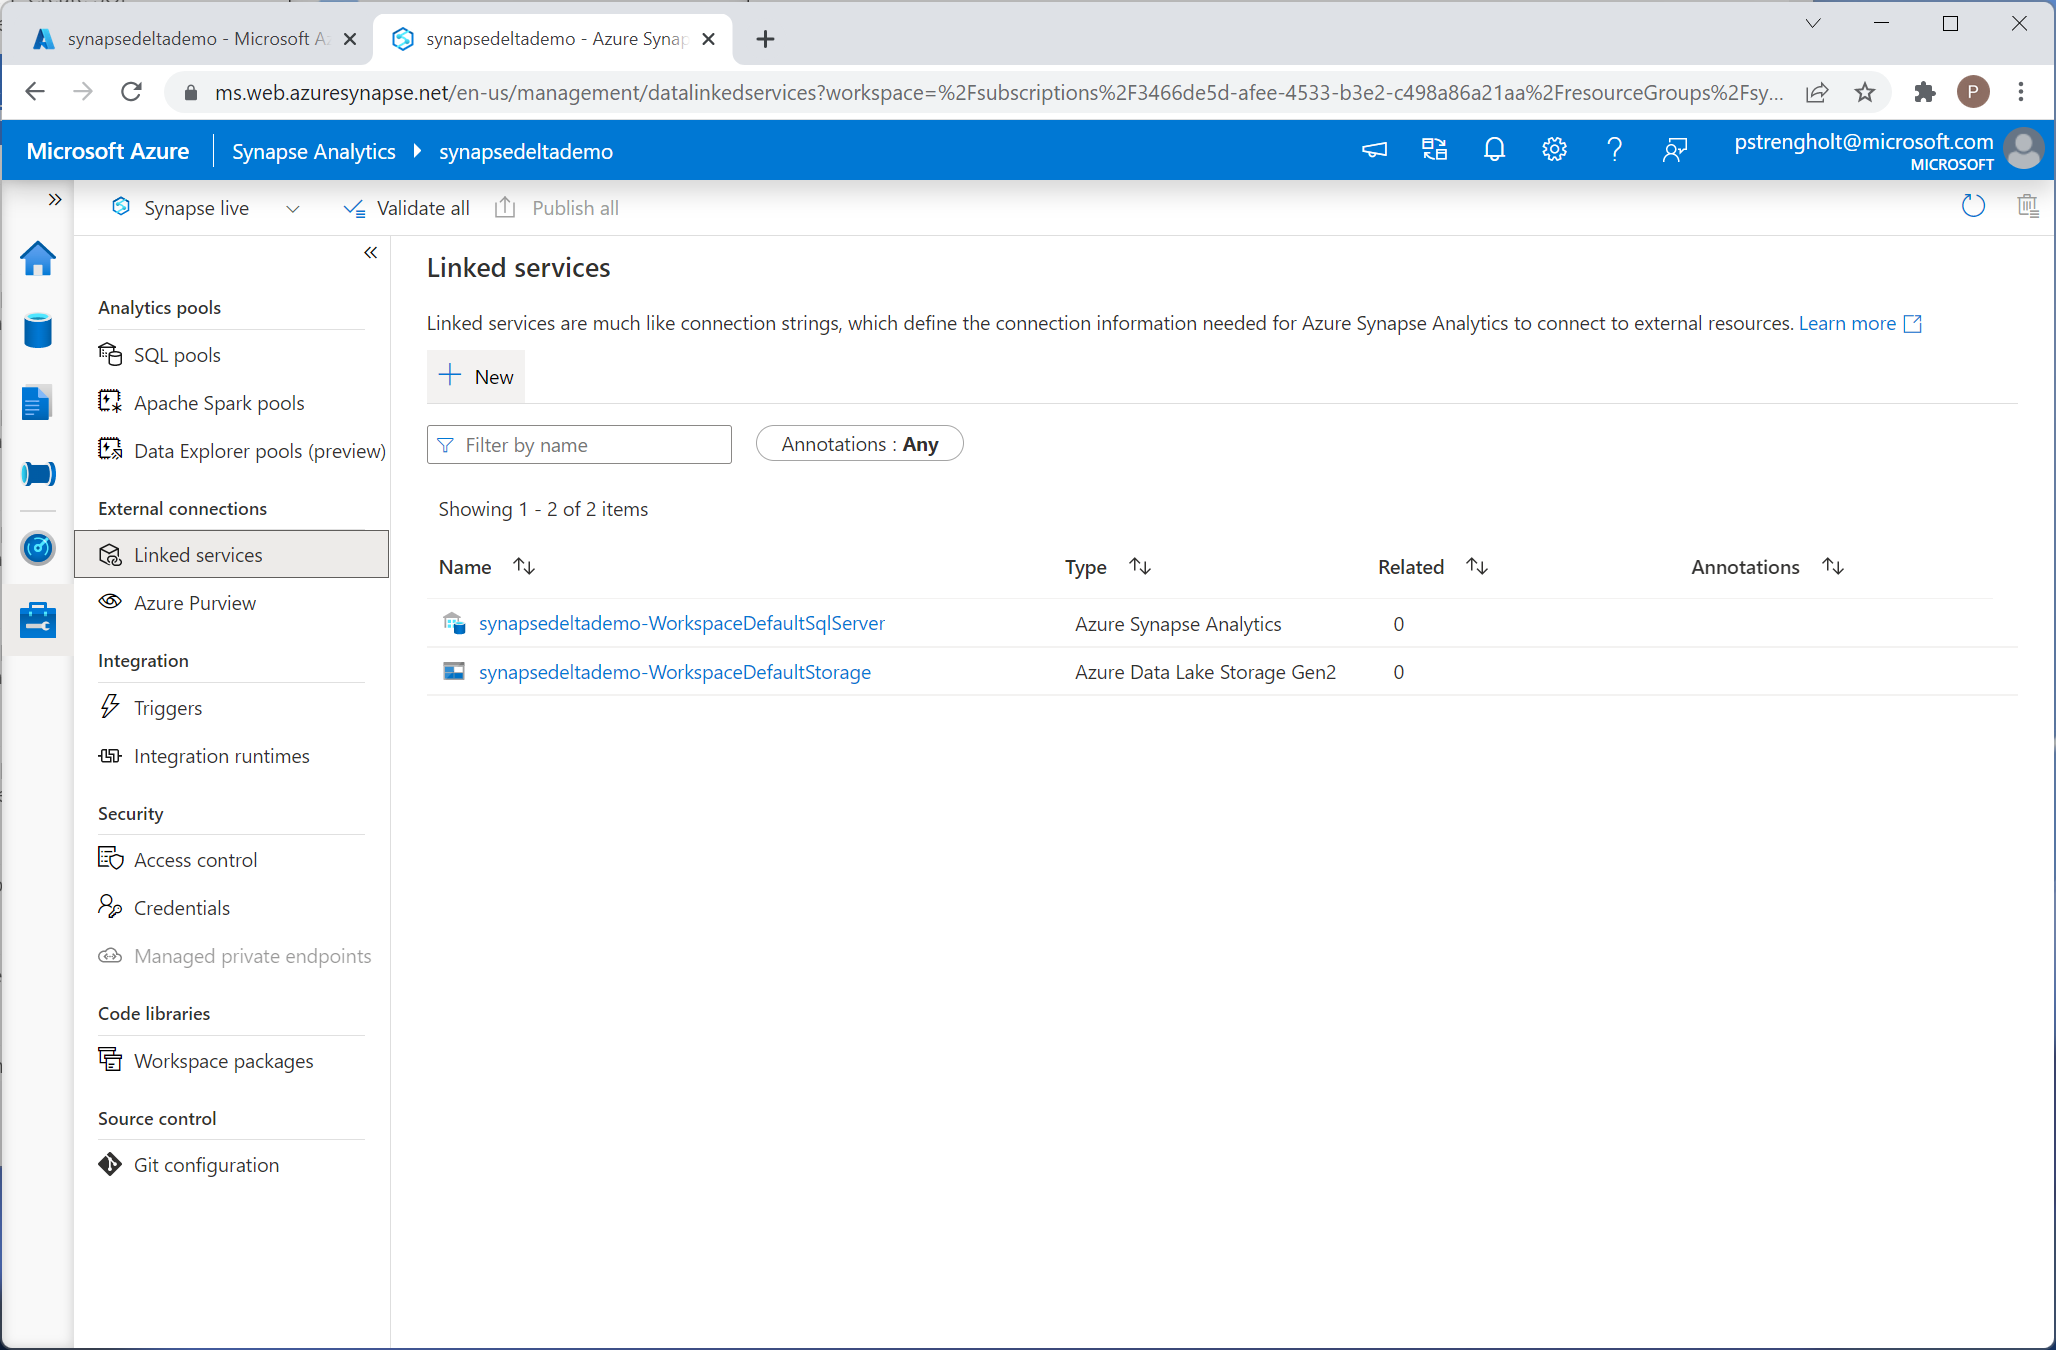 synapsedeltademo - Microsoft Az
synapsedeltademo - Azure Synap
ms.web.azuresynapse.net/en-us/management/datalinkedservices?workspace=%2Fsubscriptions%2F3466de5d-afee-4533-b3e2-c498a86a21aa%2FresourceGroups%2Fsy...
P
Microsoft Azure
Synapse Analytics
synapsedeltademo
pstrengholt@microsoft.com
MICROSOFT
Synapse live
Validate all
Publish all
Analytics pools
SQL pools
Apache Spark pools
Data Explorer pools (preview)
External connections
Linked services
Azure Purview
Integration
Triggers
Integration runtimes
Security
Access control
Credentials
Managed private endpoints
Code libraries
Workspace packages
Source control
Git configuration
Linked services
Linked services are much like connection strings, which define the connection information needed for Azure Synapse Analytics to connect to external resources. Learn more
New
Filter by name
Annotations : Any
Showing 1 - 2 of 2 items
Name Type Related Annotations
synapsedeltademo-WorkspaceDefaultSqlServer Azure Synapse Analytics 0
synapsedeltademo-WorkspaceDefaultStorage Azure Data Lake Storage Gen2 0